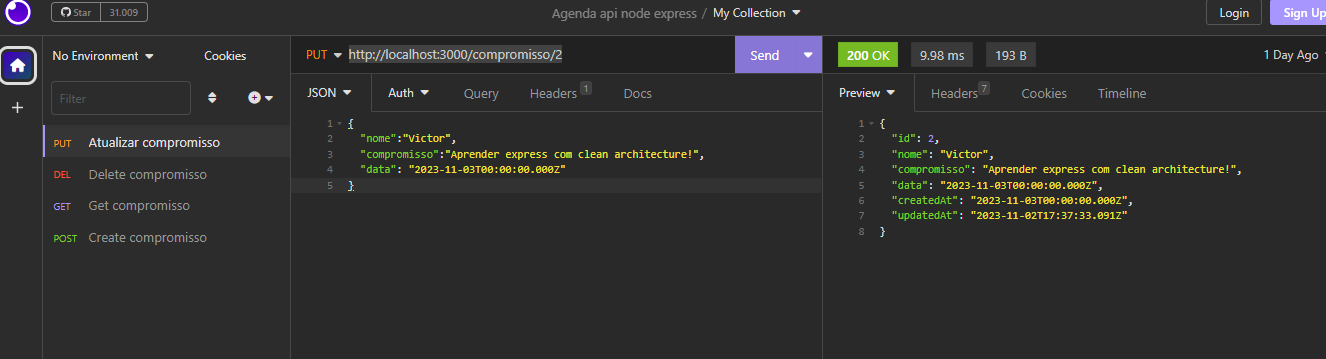 Star 31.009
Agenda api node express / My Collection
Login
Sign Up
No Environment
Cookies
Filter
PUT Atualizar compromisso
DEL Delete compromisso
GET Get compromisso
POST Create compromisso
PUT http://localhost:3000/compromisso/2
Send
JSON Auth Query Headers 1 Docs
1 {
2 "nome":"Victor",
3 "compromisso":"Aprender express com clean architecture!",
4 "data": "2023-11-03T00:00:00.000Z"
5 }
200 OK 9.98 ms 193 B 1 Day Ago
Preview Headers 7 Cookies Timeline
1 {
2 "id": 2,
3 "nome": "Victor",
4 "compromisso": "Aprender express com clean architecture!",
5 "data": "2023-11-03T00:00:00.000Z",
6 "createdAt": "2023-11-03T00:00:00.000Z",
7 "updatedAt": "2023-11-02T17:37:33.091Z"
8 }